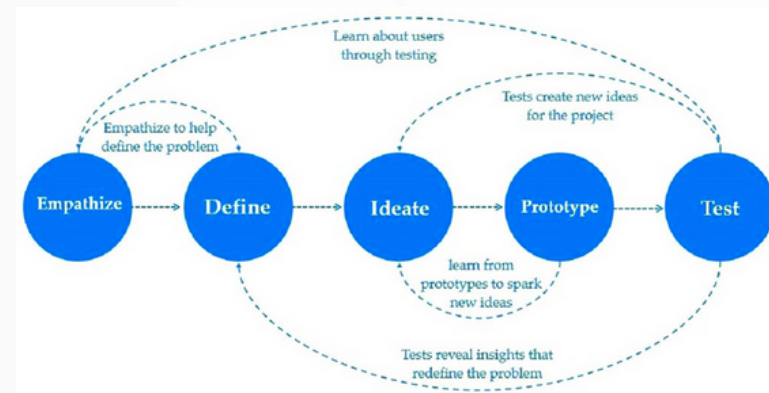 Learn about users
through testing
Tests create new ideas
for the project
Empathize to help
define the problem
Empathize
Define
Ideate
Prototype
Test
learn from
prototypes to spark
new ideas
Tests reveal insights that
redefine the problem